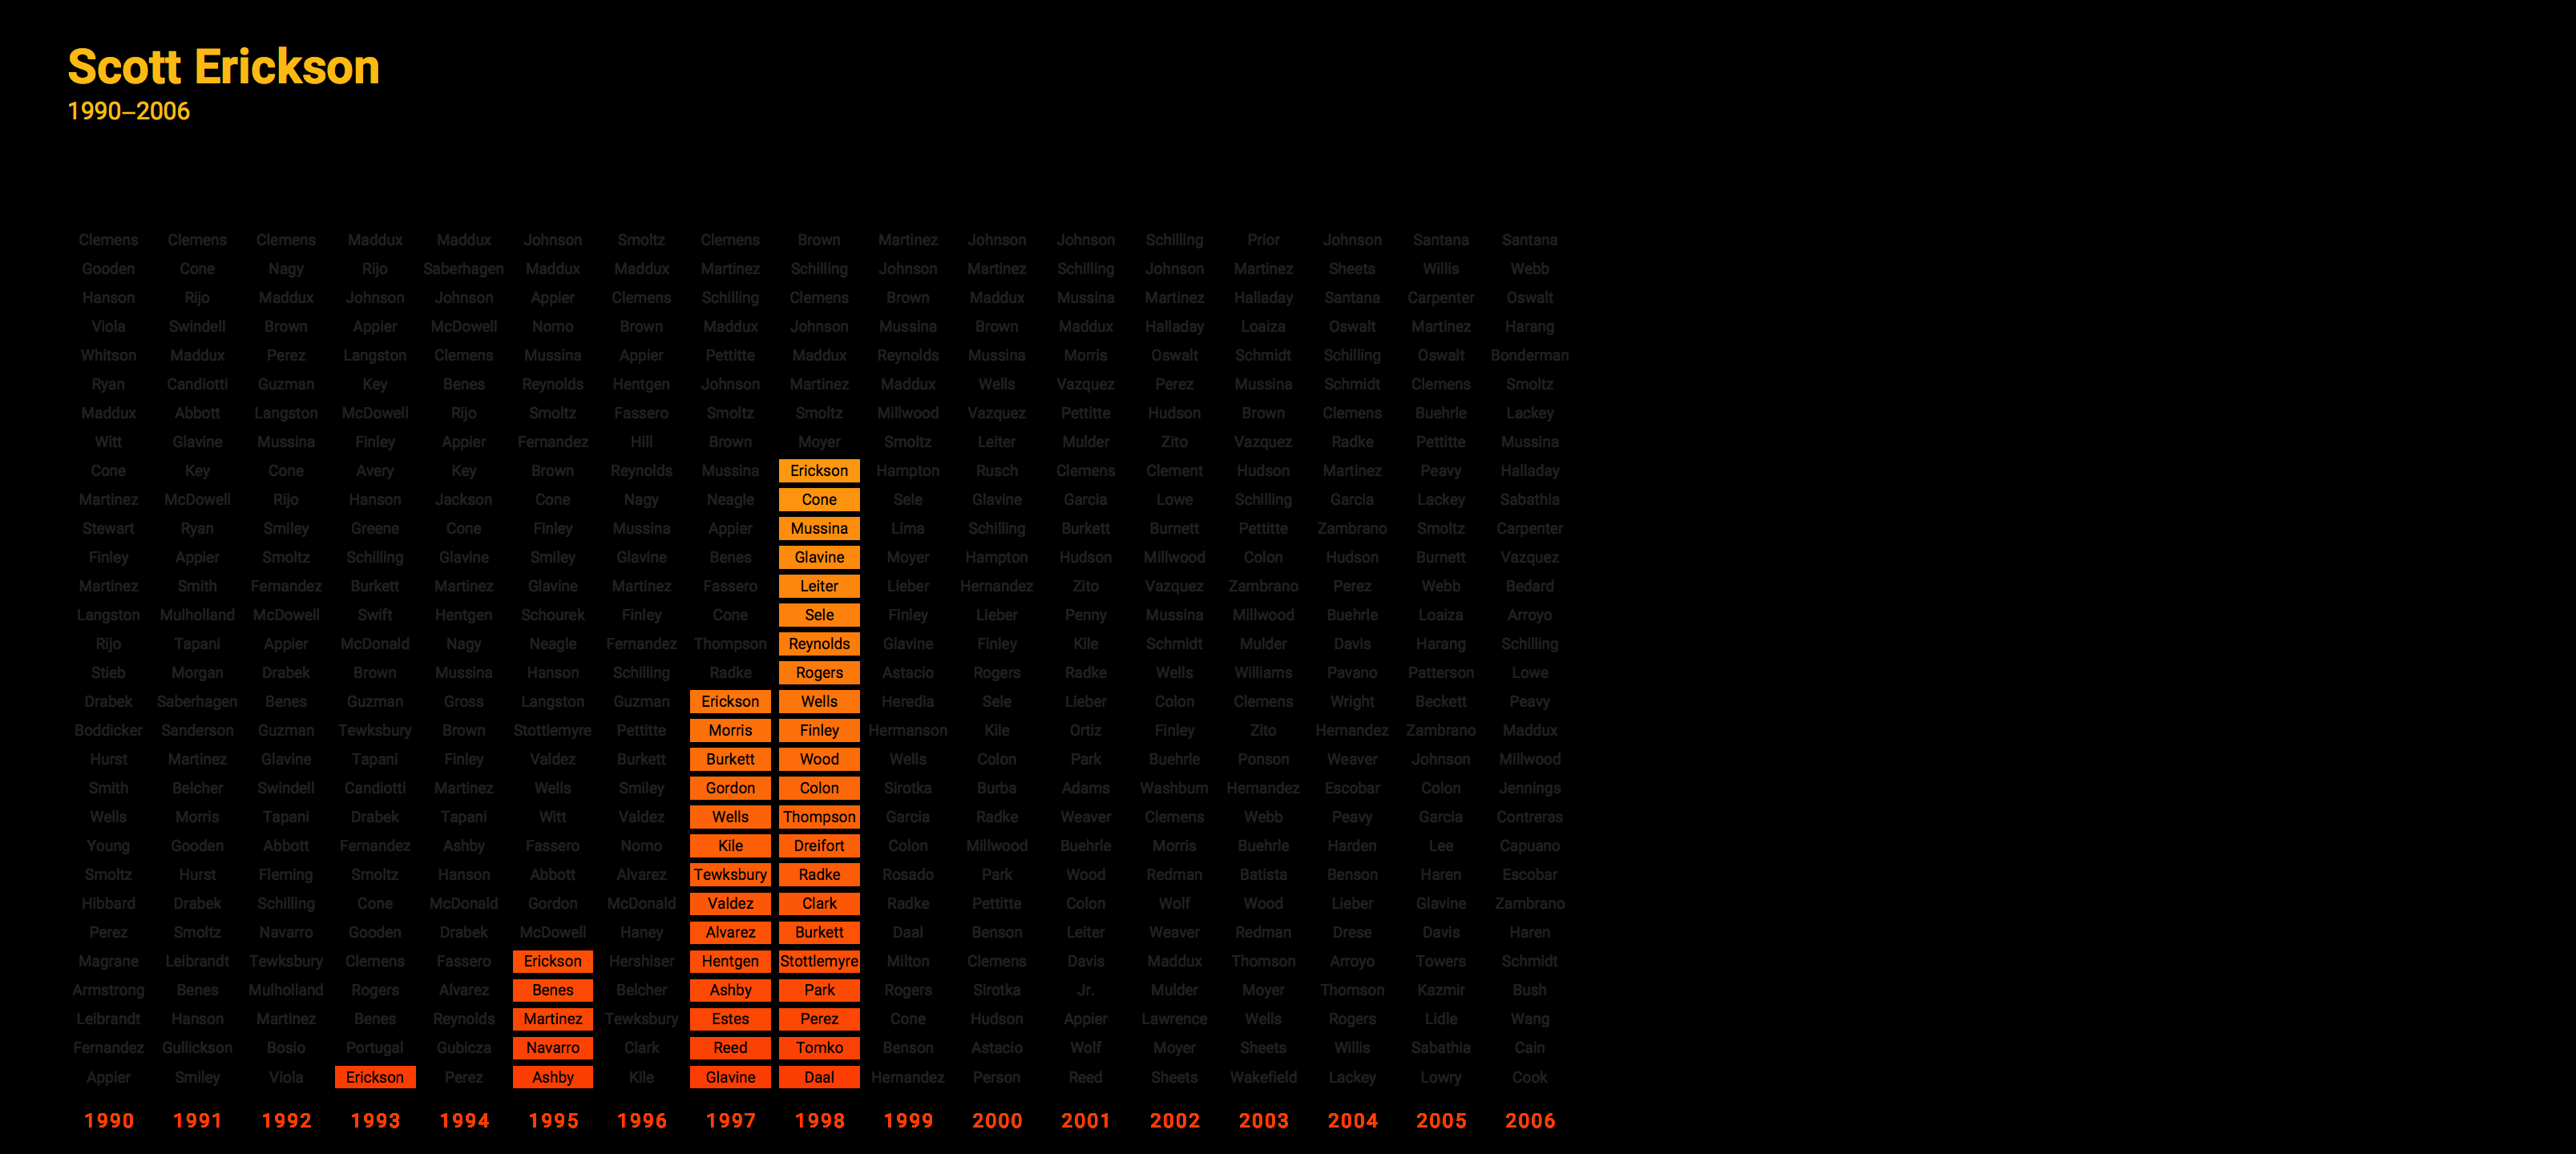 Scott Erickson
1990–2006
Clemens Clemens Clemens Maddux Maddux Johnson Smoltz Clemens Brown Martinez Johnson Johnson Schilling Prior Johnson Santana Santana
Gooden Cone Nagy Rijo Saberhagen Maddux Maddux Martinez Schilling Johnson Martinez Schilling Johnson Martinez Sheets Willis Webb
Hanson Rijo Maddux Johnson Johnson Appier Clemens Schilling Clemens Brown Maddux Mussina Martinez Halladay Santana Carpenter Oswalt
Viola Swindell Brown Appier McDowell Nomo Brown Maddux Johnson Mussina Brown Maddux Halladay Loaiza Oswalt Martinez Harang
Whitson Maddux Perez Langston Clemens Mussina Appier Pettitte Maddux Reynolds Mussina Morris Oswalt Schmidt Schilling Oswalt Bonderman
Ryan Candiotti Guzman Key Benes Reynolds Hentgen Johnson Martinez Maddux Wells Vazquez Perez Mussina Schmidt Clemens Smoltz
Maddux Abbott Langston McDowell Rijo Smoltz Fassero Smoltz Smoltz Millwood Vazquez Pettitte Hudson Brown Clemens Buehrle Lackey
Witt Glavine Mussina Finley Appier Fernandez Hill Brown Moyer Smoltz Leiter Mulder Zito Vazquez Radke Pettitte Mussina
Cone Key Cone Avery Key Brown Reynolds Mussina Erickson Hampton Rusch Clemens Clement Hudson Martinez Peavy Halladay
Martinez McDowell Rijo Hanson Jackson Cone Nagy Neagle Cone Sele Glavine Garcia Lowe Schilling Garcia Lackey Sabathia
Stewart Ryan Smiley Greene Cone Finley Mussina Appier Mussina Lima Schilling Burkett Burnett Pettitte Zambrano Smoltz Carpenter
Finley Appier Smoltz Schilling Glavine Smiley Glavine Benes Glavine Moyer Hampton Hudson Millwood Colon Hudson Burnett Vazquez
Martinez Smith Fernandez Burkett Martinez Glavine Martinez Fassero Leiter Lieber Hernandez Zito Vazquez Zambrano Perez Webb Bedard
Langston Mulholland McDowell Swift Hentgen Schourek Finley Cone Sele Finley Lieber Penny Mussina Millwood Buehrle Loaiza Arroyo
Rijo Tapani Appier McDonald Nagy Neagle Fernandez Thompson Reynolds Glavine Finley Kile Schmidt Mulder Davis Harang Schilling
Stieb Morgan Drabek Brown Mussina Hanson Schilling Radke Rogers Astacio Rogers Radke Wells Williams Pavano Patterson Lowe
Drabek Saberhagen Benes Guzman Gross Langston Guzman Erickson Wells Heredia Sele Lieber Colon Clemens Wright Beckett Peavy
Boddicker Sanderson Guzman Tewksbury Brown Stottlemyre Pettitte Morris Finley Hermanson Kile Ortiz Finley Zito Hernandez Zambrano Maddux
Hurst Martinez Glavine Tapani Finley Valdez Burkett Burkett Wood Wells Colon Park Buehrle Ponson Weaver Johnson Millwood
Smith Belcher Swindell Candiotti Martinez Wells Smiley Gordon Colon Sirotka Burba Adams Washburn Hernandez Escobar Colon Jennings
Wells Morris Tapani Drabek Tapani Witt Valdez Wells Thompson Garcia Radke Weaver Clemens Webb Peavy Garcia Contreras
Young Gooden Abbott Fernandez Ashby Fassero Nomo Kile Dreifort Colon Millwood Buehrle Morris Buehrle Harden Lee Capuano
Smoltz Hurst Fleming Smoltz Hanson Abbott Alvarez Tewksbury Radke Rosado Park Wood Redman Batista Benson Haren Escobar
Hibbard Drabek Schilling Cone McDonald Gordon McDonald Valdez Clark Radke Pettitte Colon Wolf Wood Lieber Glavine Zambrano
Perez Smoltz Navarro Gooden Drabek McDowell Haney Alvarez Burkett Daal Benson Leiter Weaver Redman Drese Davis Haren
Magrane Leibrandt Tewksbury Clemens Fassero Erickson Hershiser Hentgen Stottlemyre Milton Clemens Davis Maddux Thomson Arroyo Towers Schmidt
Armstrong Benes Mulholland Rogers Alvarez Benes Belcher Ashby Park Rogers Sirotka Jr. Mulder Moyer Thomson Kazmir Bush
Leibrandt Hanson Martinez Benes Reynolds Martinez Tewksbury Estes Perez Cone Hudson Appier Lawrence Wells Rogers Lidle Wang
Fernandez Gullickson Bosio Portugal Gubicza Navarro Clark Reed Tomko Benson Astacio Wolf Moyer Sheets Willis Sabathia Cain
Appier Smiley Viola Erickson Perez Ashby Kile Glavine Daal Hernandez Person Reed Sheets Wakefield Lackey Lowry Cook
1990 1991 1992 1993 1994 1995 1996 1997 1998 1999 2000 2001 2002 2003 2004 2005 2006